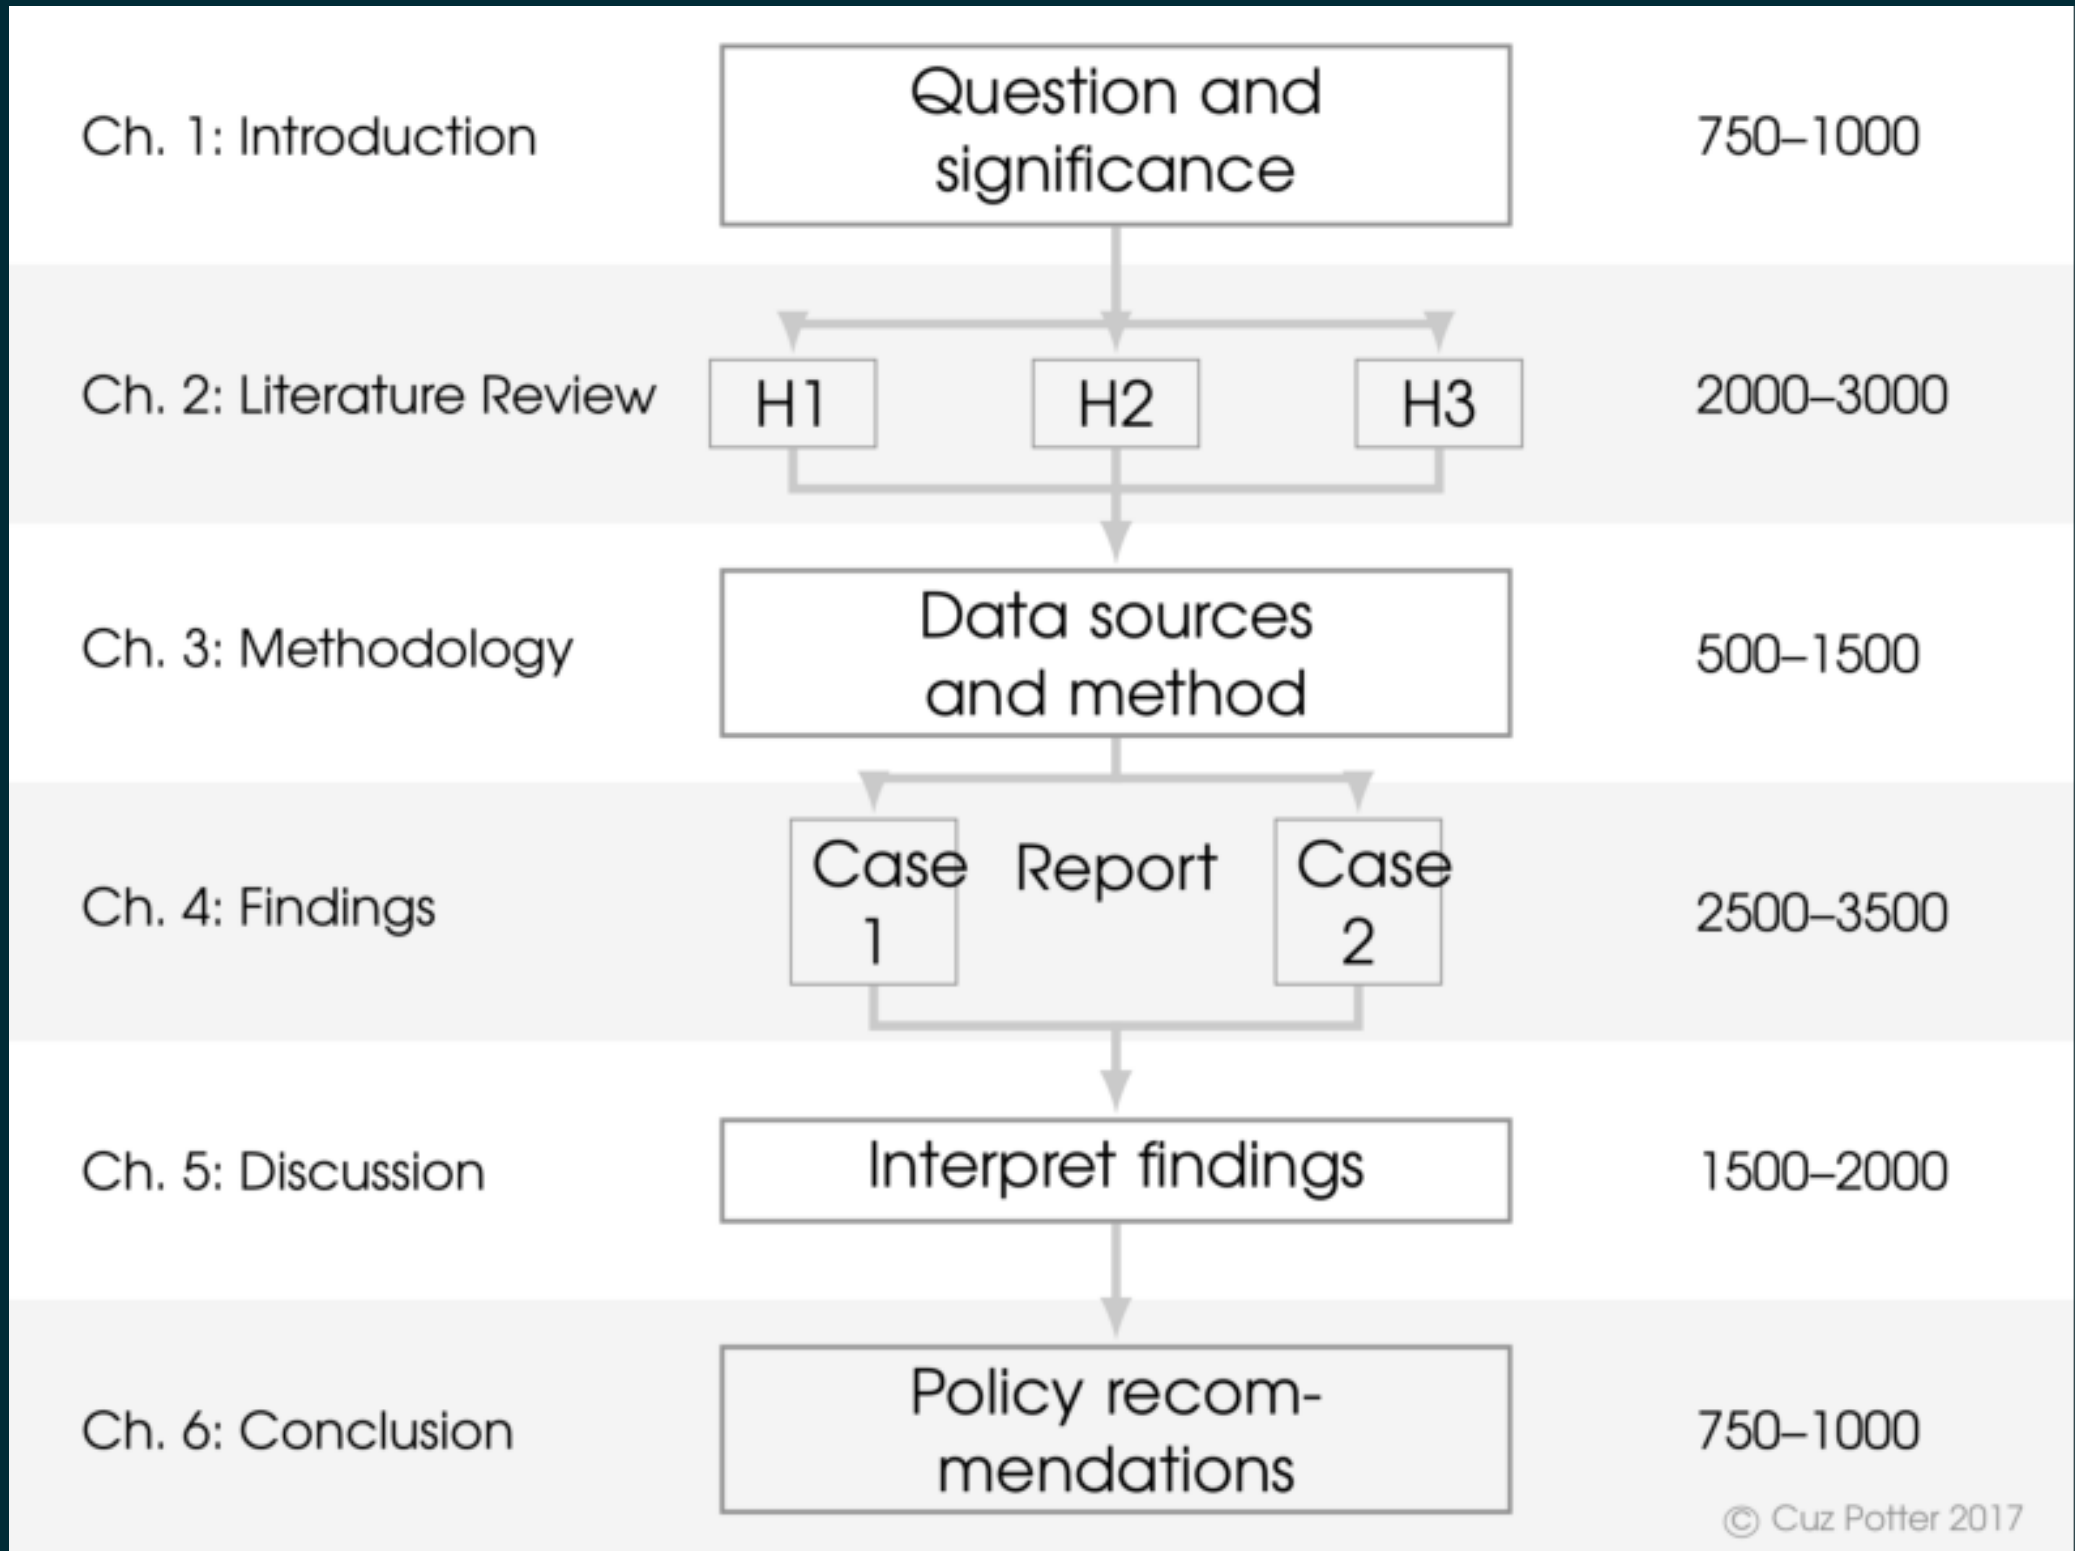 Ch. 1: Introduction
Question and
significance
750–1000
Ch. 2: Literature Review
H1
H2
H3
2000–3000
Ch. 3: Methodology
Data sources
and method
500–1500
Ch. 4: Findings
Case
1
Report
Case
2
2500–3500
Ch. 5: Discussion
Interpret findings
1500–2000
Ch. 6: Conclusion
Policy recom-
mendations
750–1000
© Cuz Potter 2017